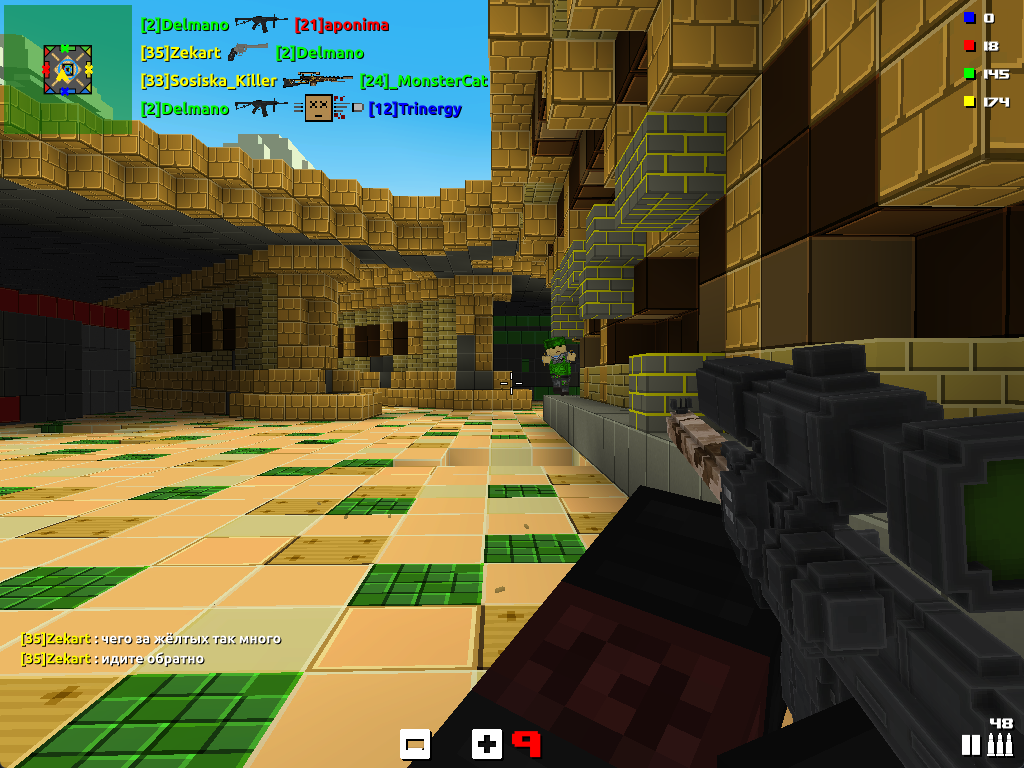 [2]Delmano [21]aponima
[35]Zekart [2]Delmano
[33]Sosiska_Killer [24]_MonsterCat
[2]Delmano [12]Trinergy
0
18
145
174
[35]Zekart : чего за жёлтых так много
[35]Zekart : идите обратно
9
48